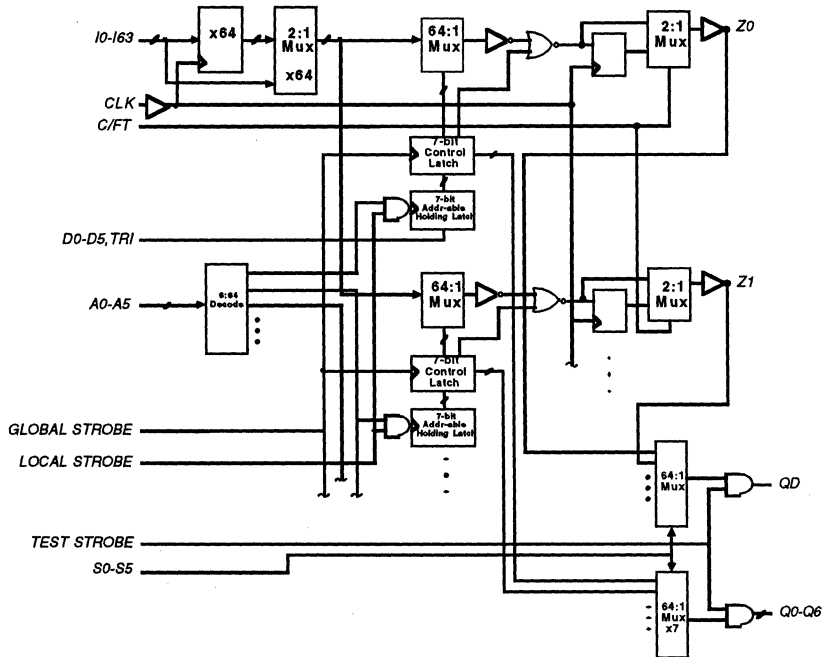 I0-I63
x64
2:1
Mux
x64
64:1
Mux
2:1
Mux
Z0
CLK
C/FT
7-bit
Control
Latch
7-bit
Addr-able
Holding Latch
D0-D5,TRI
A0-A5
6:64
Decode
64:1
Mux
2:1
Mux
Z1
7-bit
Control
Latch
7-bit
Addr-able
Holding Latch
GLOBAL STROBE
LOCAL STROBE
64:1
Mux
QD
TEST STROBE
S0-S5
64:1
Mux
x7
Q0-Q6